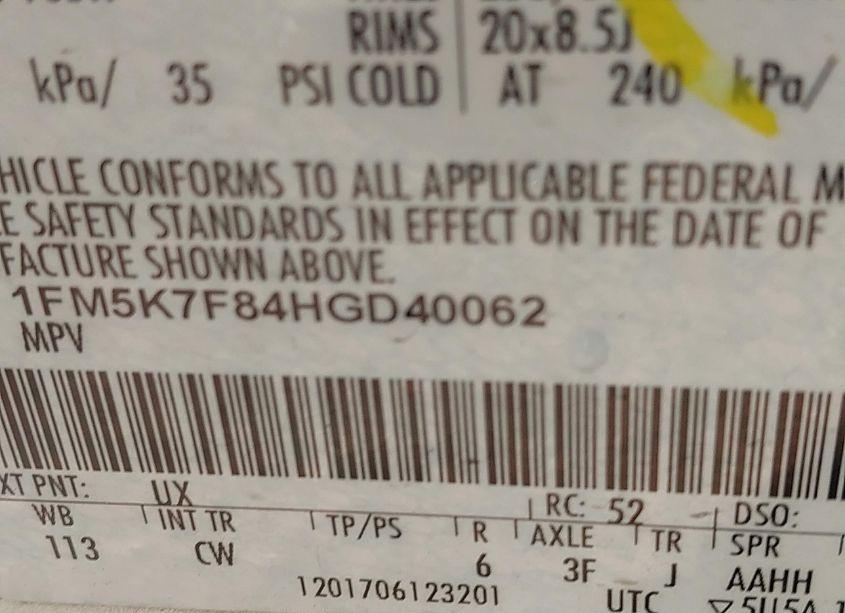 RIMS 20x8.5J
kPa/ 35 PSI COLD AT 240 kPa/
HICLE CONFORMS TO ALL APPLICABLE FEDERAL M
E SAFETY STANDARDS IN EFFECT ON THE DATE OF
FACTURE SHOWN ABOVE.
1FM5K7F84HGD40062
MPV
XT PNT: UX RC: 52 DSO:
WB INT TR TP/PS R AXLE TR SPR
113 CW 6 3F J AAHH
1201706123201 UTC